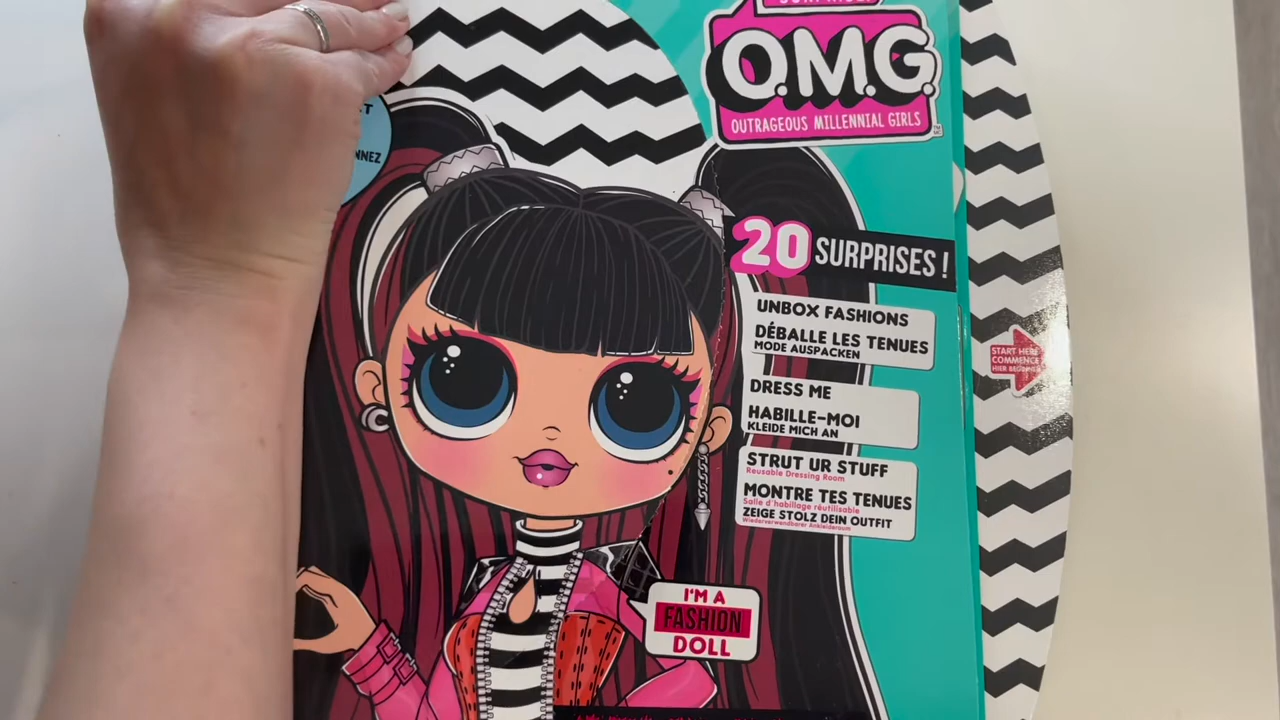 SURPRISE!
O.M.G.
OUTRAGEOUS MILLENNIAL GIRLS
20 SURPRISES!
UNBOX FASHIONS
DÉBALLE LES TENUES
MODE AUSPACKEN
DRESS ME
HABILLE-MOI
KLEIDE MICH AN
STRUT UR STUFF
Reusable Dressing Room
MONTRE TES TENUES
Salle d'habillage réutilisable
ZEIGE STOLZ DEIN OUTFIT
Wiederverwendbarer Ankleideraum
START HERE
COMMENCE
HIER BEGINNEN
I'M A
FASHION
DOLL